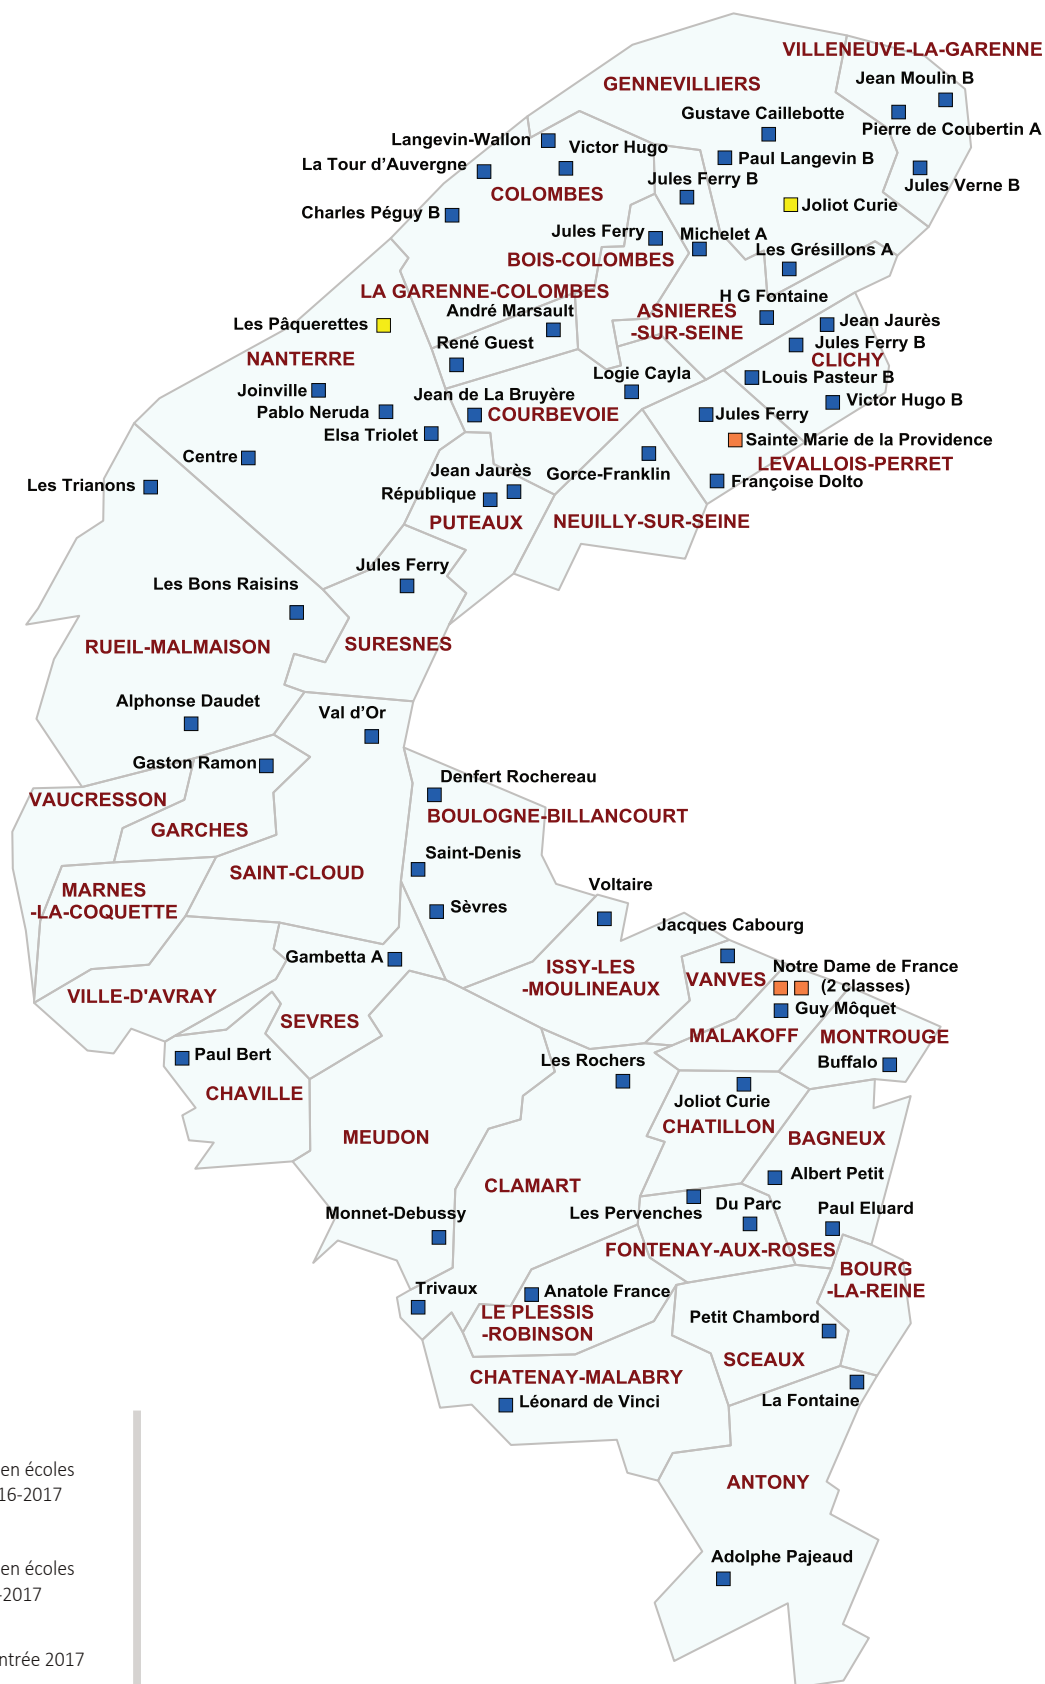 VILLENEUVE-LA-GARENNE
Jean Moulin B
GENNEVILLIERS
Gustave Caillebotte
Pierre de Coubertin A
Langevin-Wallon
Victor Hugo
Paul Langevin B
La Tour d'Auvergne
Jules Ferry B
Jules Verne B
COLOMBES
Joliot Curie
Charles Péguy B
Jules Ferry
Michelet A
Les Grésillons A
BOIS-COLOMBES
LA GARENNE-COLOMBES
H G Fontaine
André Marsault
ASNIERES
-SUR-SEINE
Jean Jaurès
Les Pâquerettes
René Guest
Jules Ferry B
NANTERRE
CLICHY
Logie Cayla
Louis Pasteur B
Joinville
Jean de La Bruyère
Victor Hugo B
Pablo Neruda
COURBEVOIE
Jules Ferry
Elsa Triolet
Sainte Marie de la Providence
Centre
LEVALLOIS-PERRET
Jean Jaurès
Gorce-Franklin
Françoise Dolto
Les Trianons
République
PUTEAUX
NEUILLY-SUR-SEINE
Jules Ferry
Les Bons Raisins
RUEIL-MALMAISON
SURESNES
Alphonse Daudet
Val d'Or
Gaston Ramon
Denfert Rochereau
VAUCRESSON
BOULOGNE-BILLANCOURT
GARCHES
Saint-Denis
SAINT-CLOUD
MARNES
-LA-COQUETTE
Voltaire
Sèvres
Jacques Cabourg
Gambetta A
ISSY-LES
-MOULINEAUX
Notre Dame de France
(2 classes)
VANVES
VILLE-D'AVRAY
Guy Môquet
SEVRES
MALAKOFF
MONTROUGE
Paul Bert
Les Rochers
Buffalo
CHAVILLE
Joliot Curie
CHATILLON
MEUDON
BAGNEUX
Albert Petit
CLAMART
Monnet-Debussy
Les Pervenches
Du Parc
Paul Eluard
FONTENAY-AUX-ROSES
BOURG
-LA-REINE
Trivaux
Anatole France
LE PLESSIS
-ROBINSON
Petit Chambord
SCEAUX
CHATENAY-MALABRY
Léonard de Vinci
La Fontaine
en écoles
16-2017
ANTONY
Adolphe Pajeaud
en écoles
-2017
ntrée 2017